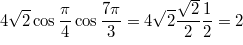 4√2 cos π/4 cos 7π/3 = 4√2 √2/2 1/2 = 2